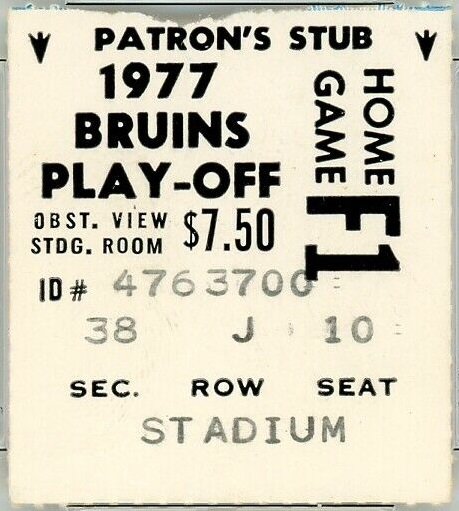 PATRON'S STUB
1977
BRUINS
PLAY-OFF
HOME
GAME
F1
OBST. VIEW
STDG. ROOM
$7.50
ID# 4763700
38 J 10
SEC. ROW SEAT
STADIUM